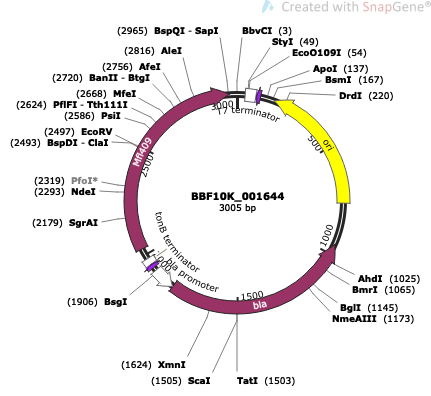 Created with SnapGene®
(2965) BspQI - SapI
BbvCI (3)
StyI (49)
(2816) AleI
EcoO109I (54)
(2756) AfeI
ApoI (137)
(2720) BanII - BtgI
BsmI (167)
(2668) MfeI
DrdI (220)
(2624) PflFI - Tth111I
(2586) PsiI
(2497) EcoRV
(2493) BspDI - ClaI
(2319) PfoI*
(2293) NdeI
(2179) SgrAI
(1906) BsgI
(1624) XmnI
(1505) ScaI
TatI (1503)
NmeAIII (1173)
BglI (1145)
BmrI (1065)
AhdI (1025)
3000
T7 terminator
500
ori
1000
1500
bla
bla promoter
tonB terminator
2500
Mfl409
BBF10K_001644
3005 bp